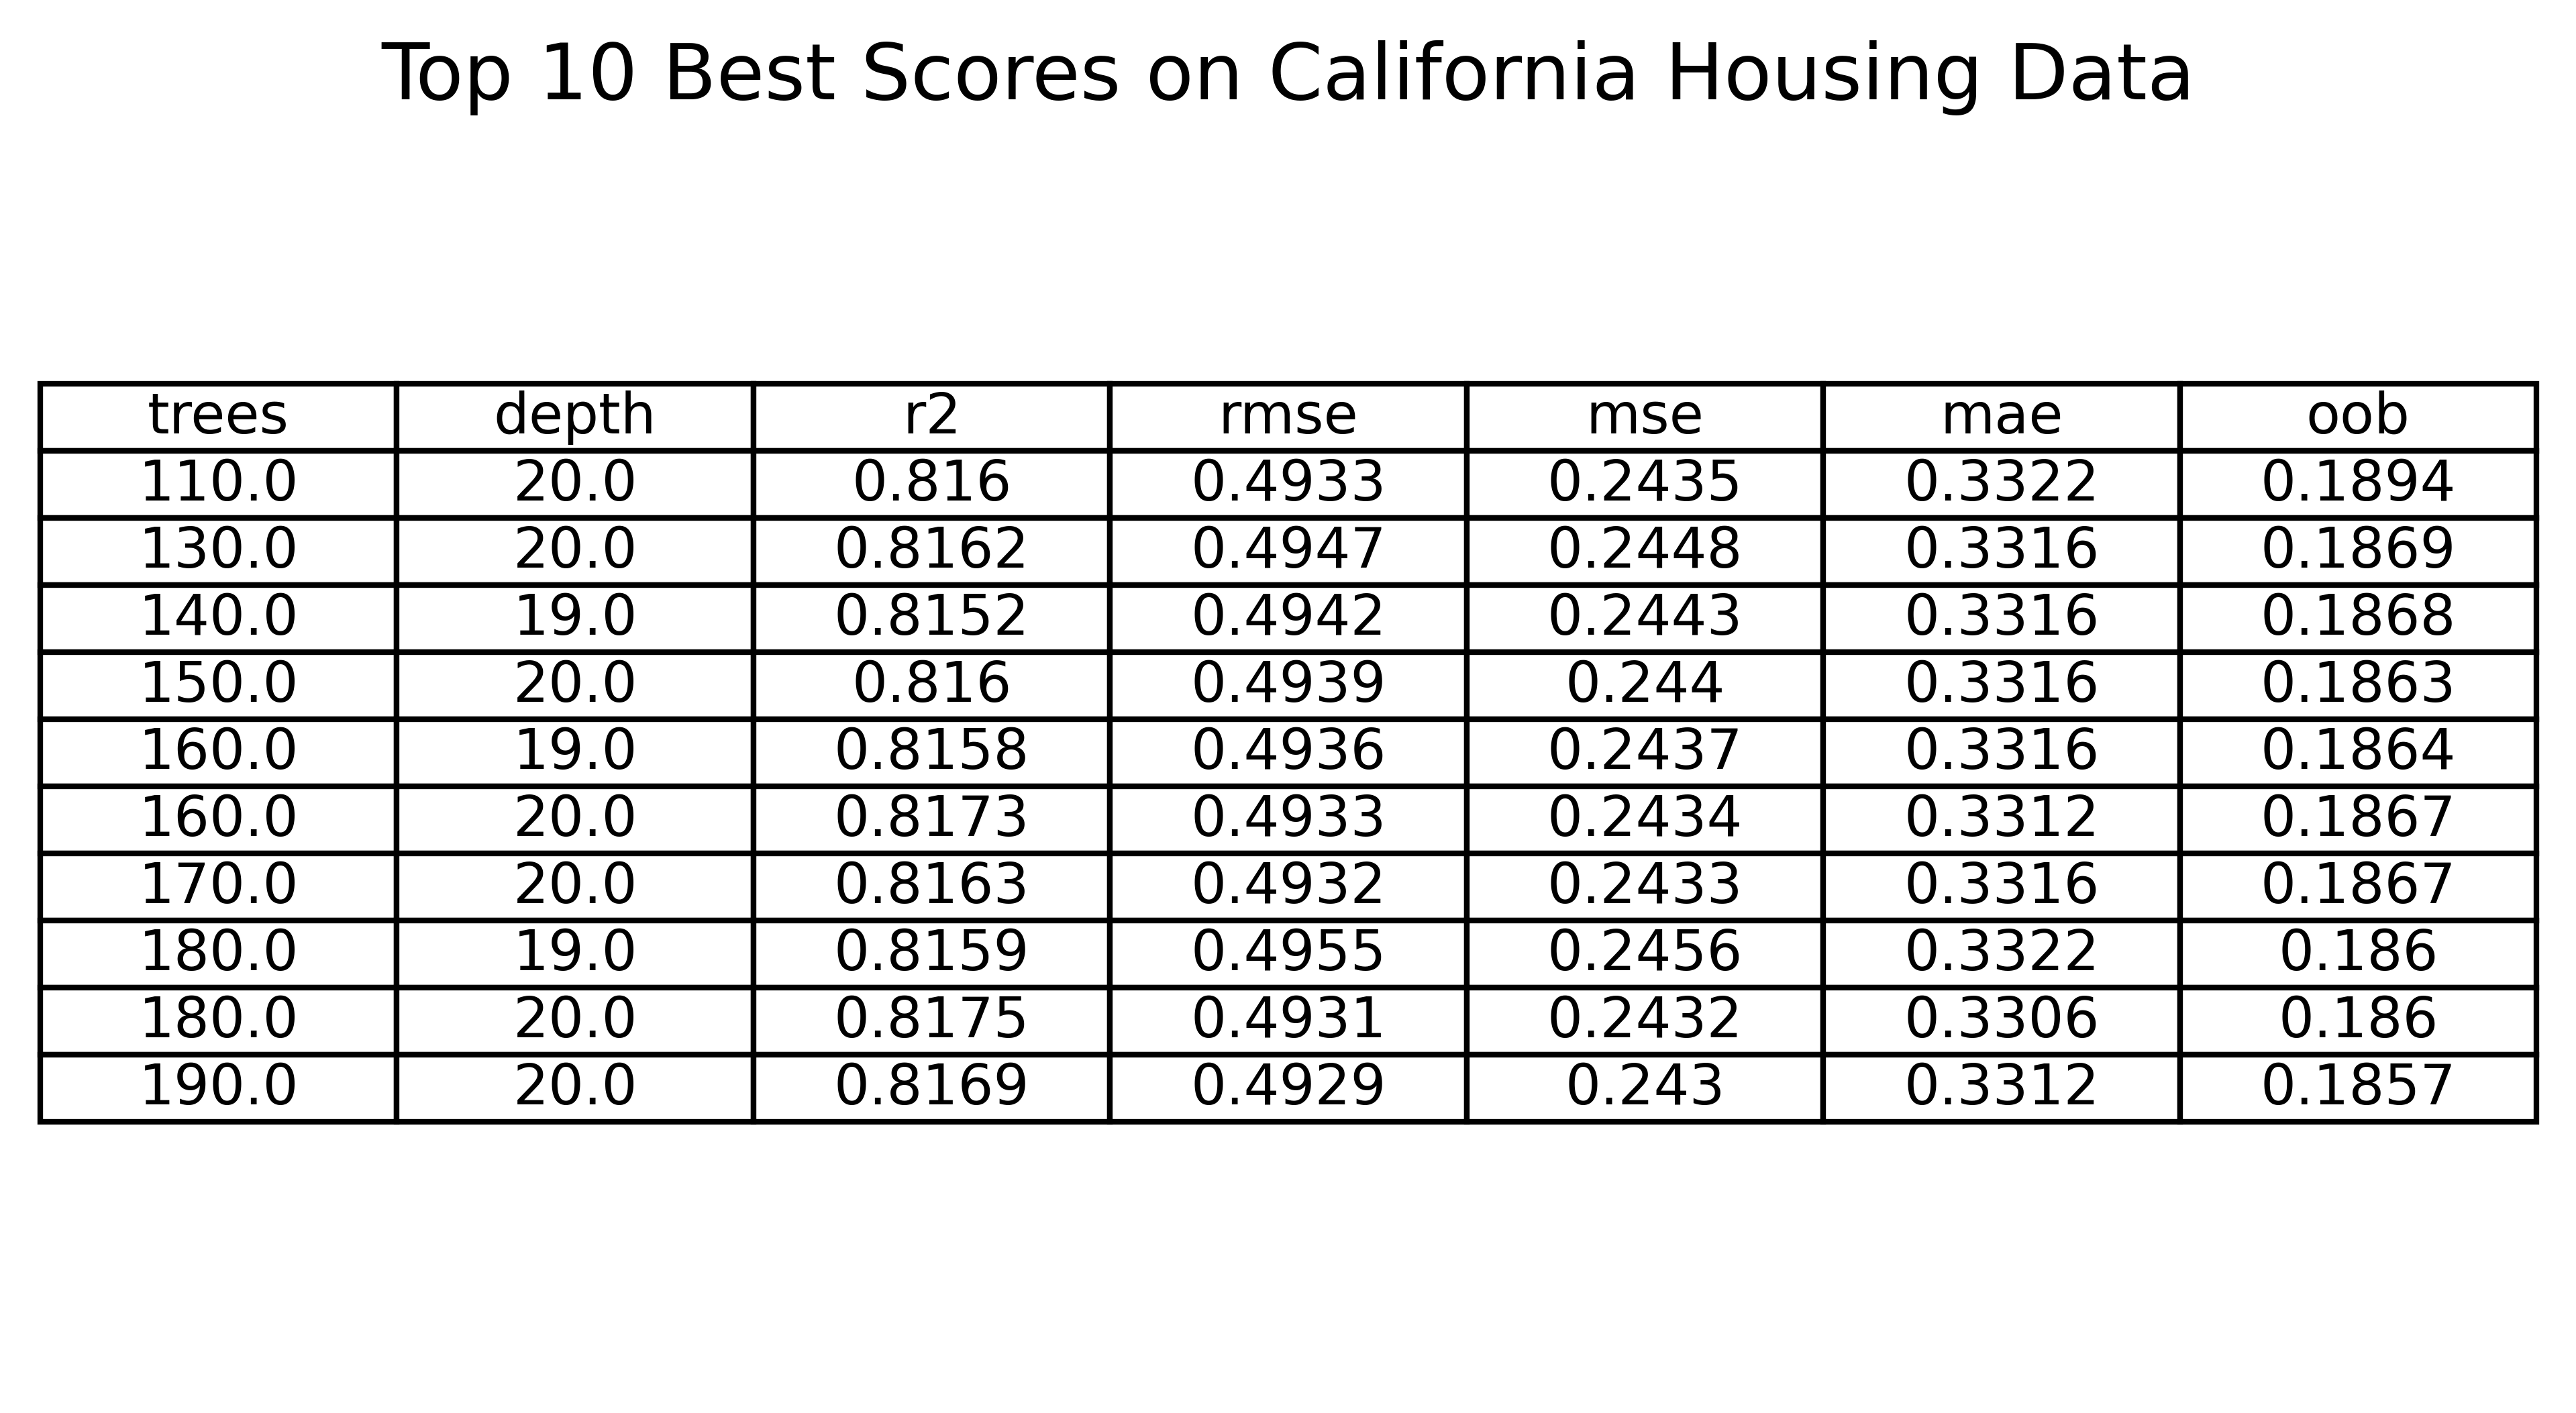 Top 10 Best Scores on California Housing Data
trees depth r2 rmse mse mae oob
110.0 20.0 0.816 0.4933 0.2435 0.3322 0.1894
130.0 20.0 0.8162 0.4947 0.2448 0.3316 0.1869
140.0 19.0 0.8152 0.4942 0.2443 0.3316 0.1868
150.0 20.0 0.816 0.4939 0.244 0.3316 0.1863
160.0 19.0 0.8158 0.4936 0.2437 0.3316 0.1864
160.0 20.0 0.8173 0.4933 0.2434 0.3312 0.1867
170.0 20.0 0.8163 0.4932 0.2433 0.3316 0.1867
180.0 19.0 0.8159 0.4955 0.2456 0.3322 0.186
180.0 20.0 0.8175 0.4931 0.2432 0.3306 0.186
190.0 20.0 0.8169 0.4929 0.243 0.3312 0.1857